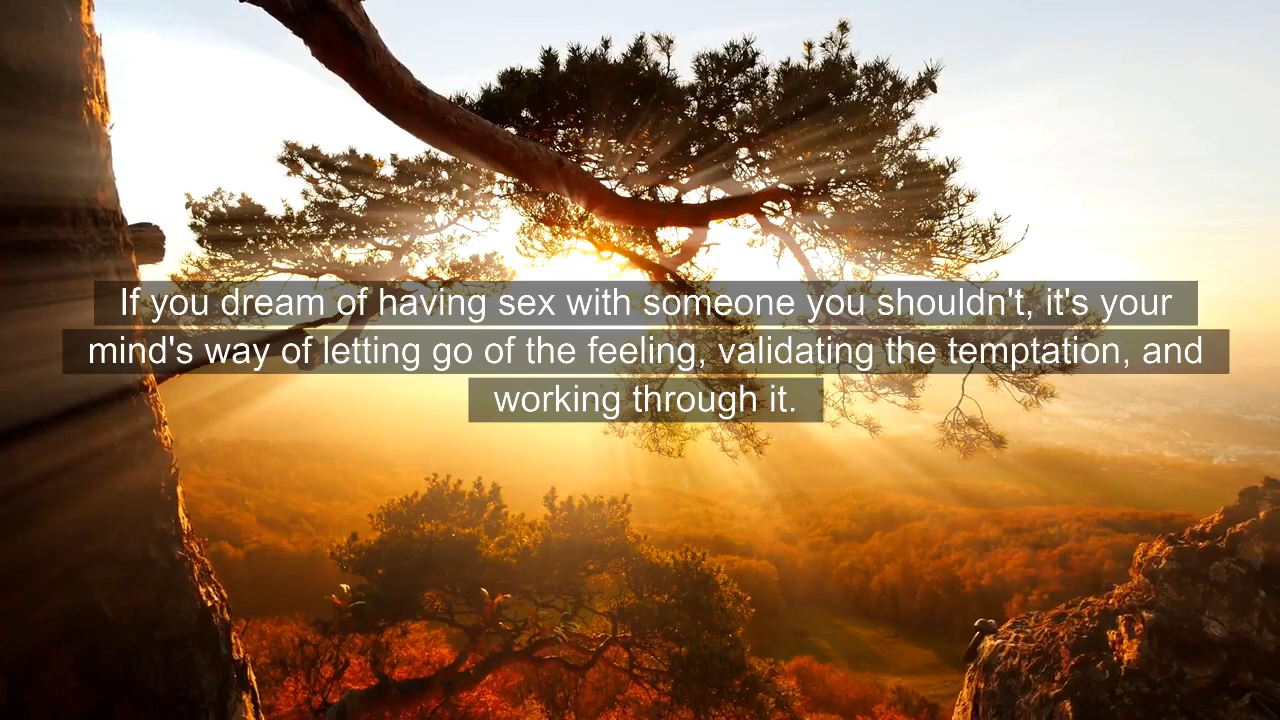 If you dream of having sex with someone you shouldn't, it's your
mind's way of letting go of the feeling, validating the temptation, and
working through it.